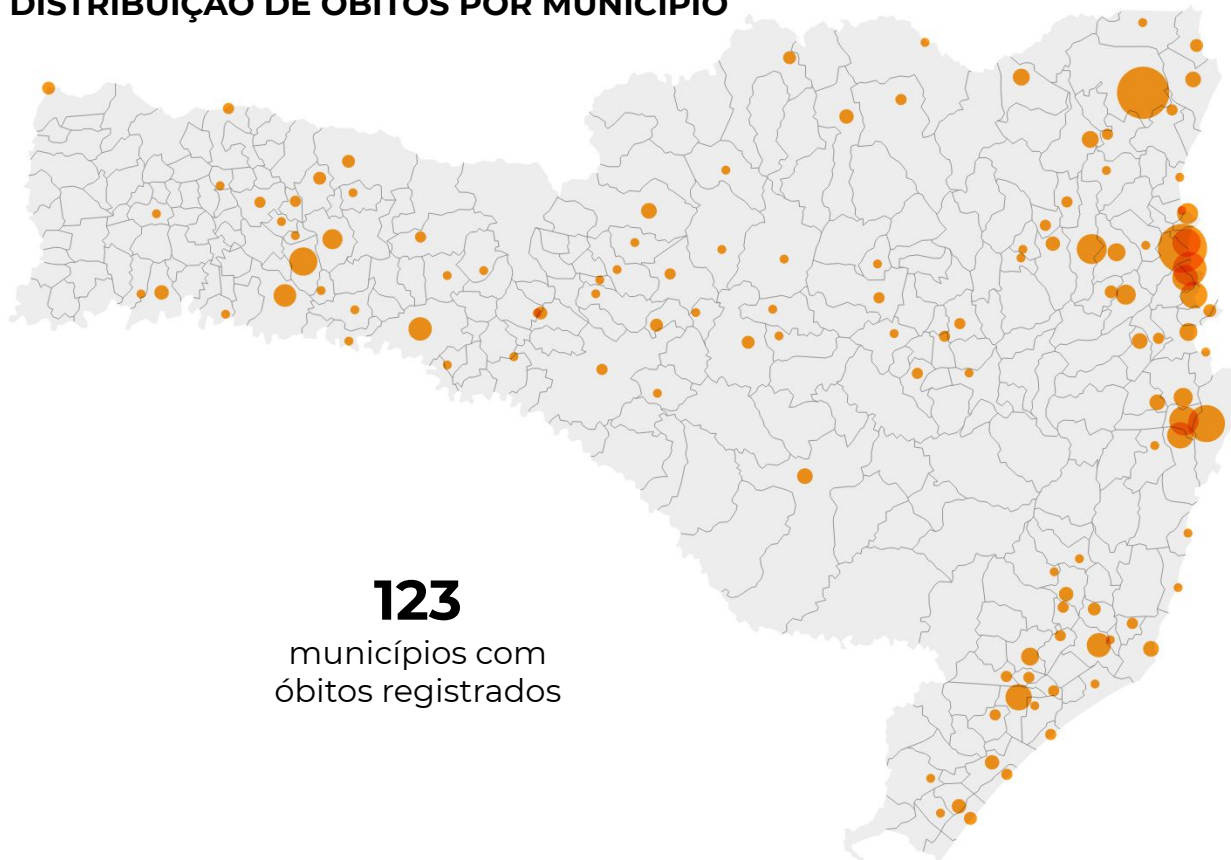 DISTRIBUIÇÃO DE ÓBITOS POR MUNICÍPIO
123
municípios com
óbitos registrados